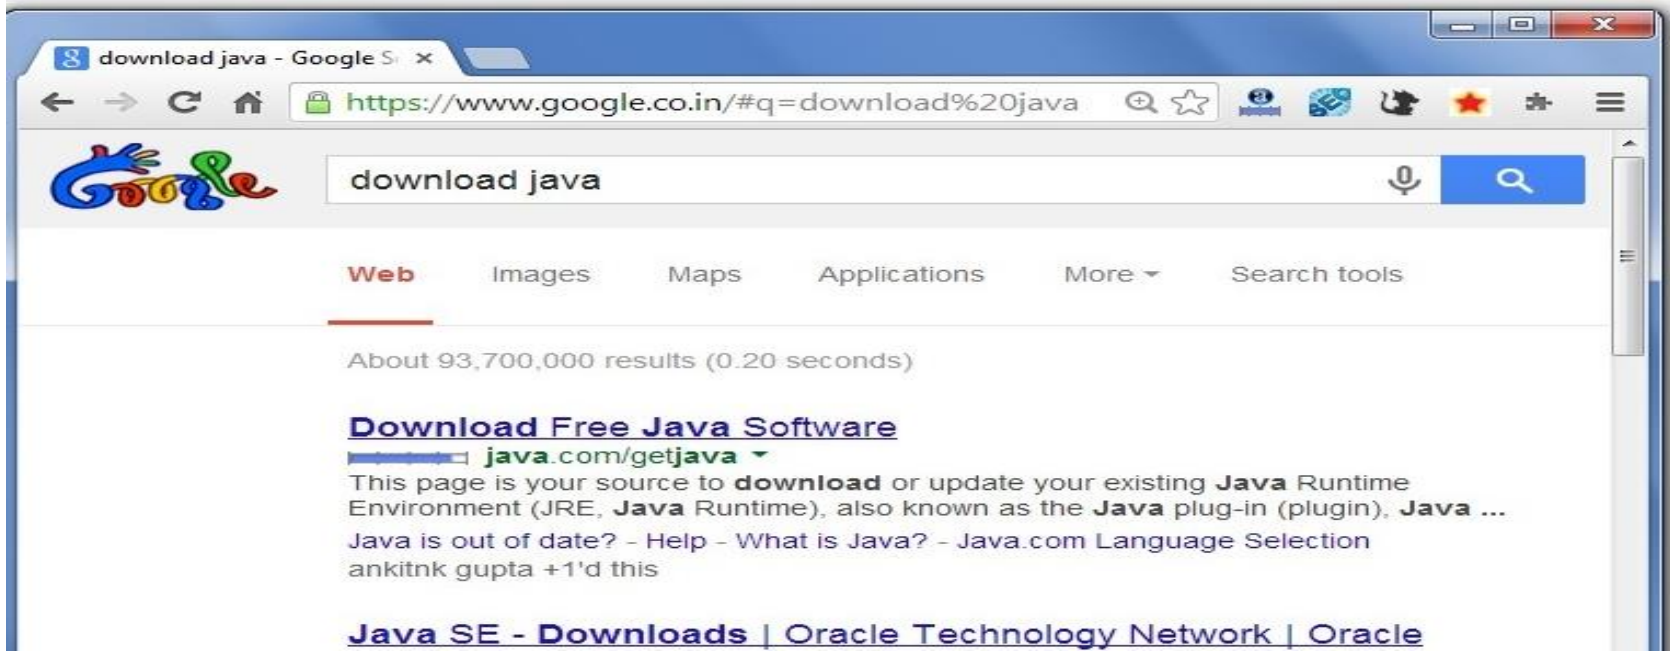 download java - Google S
https://www.google.co.in/#q=download%20java
Google
download java
Web Images Maps Applications More Search tools
About 93,700,000 results (0.20 seconds)
Download Free Java Software
java.com/getjava
This page is your source to download or update your existing Java Runtime
Environment (JRE, Java Runtime), also known as the Java plug-in (plugin), Java ...
Java is out of date? - Help - What is Java? - Java.com Language Selection
ankitnk gupta +1'd this
Java SE - Downloads | Oracle Technology Network | Oracle